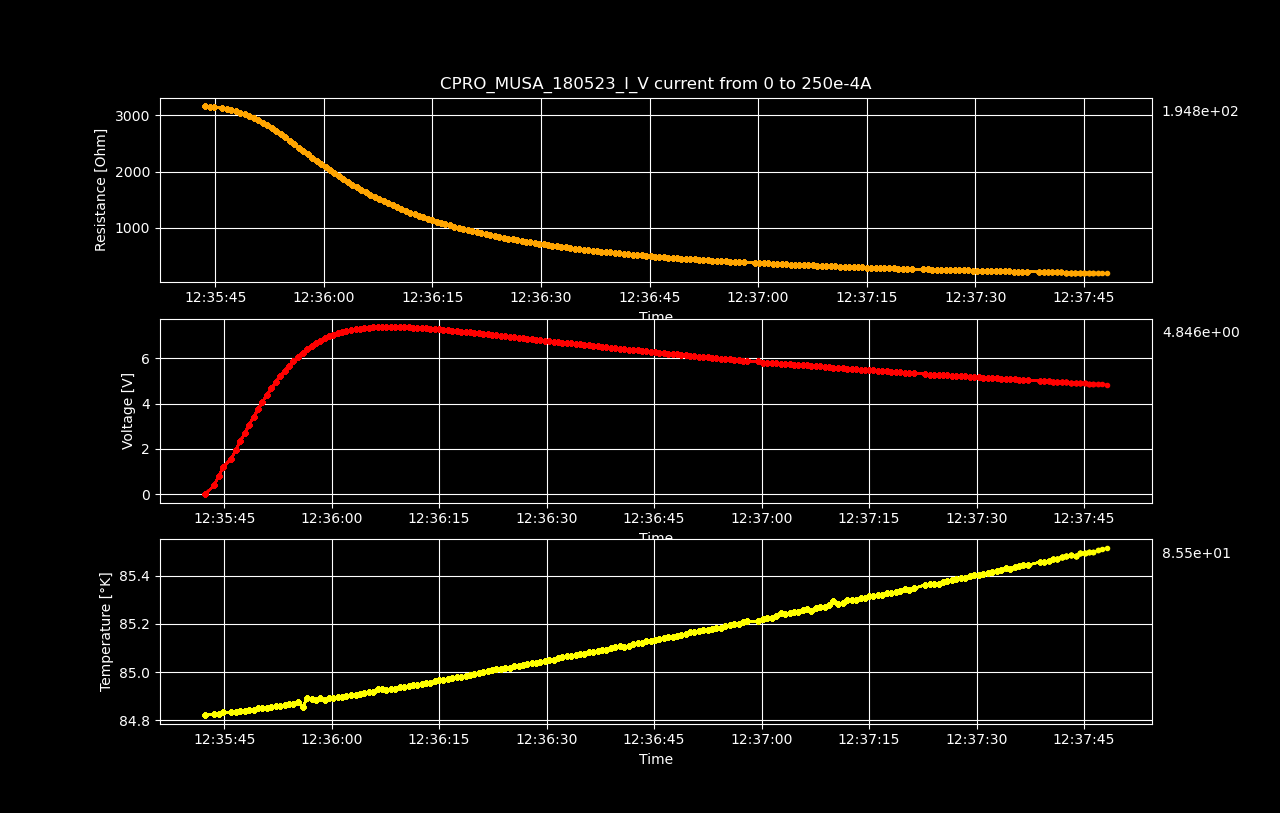 CPRO_MUSA_180523_I_V current from 0 to 250e-4A
1.948e+02
Resistance [Ohm]
3000
2000
1000
12:35:45 12:36:00 12:36:15 12:36:30 12:36:45 12:37:00 12:37:15 12:37:30 12:37:45
Time
4.846e+00
Voltage [V]
6
4
2
0
12:35:45 12:36:00 12:36:15 12:36:30 12:36:45 12:37:00 12:37:15 12:37:30 12:37:45
Time
8.55e+01
Temperature [°K]
85.4
85.2
85.0
84.8
12:35:45 12:36:00 12:36:15 12:36:30 12:36:45 12:37:00 12:37:15 12:37:30 12:37:45
Time